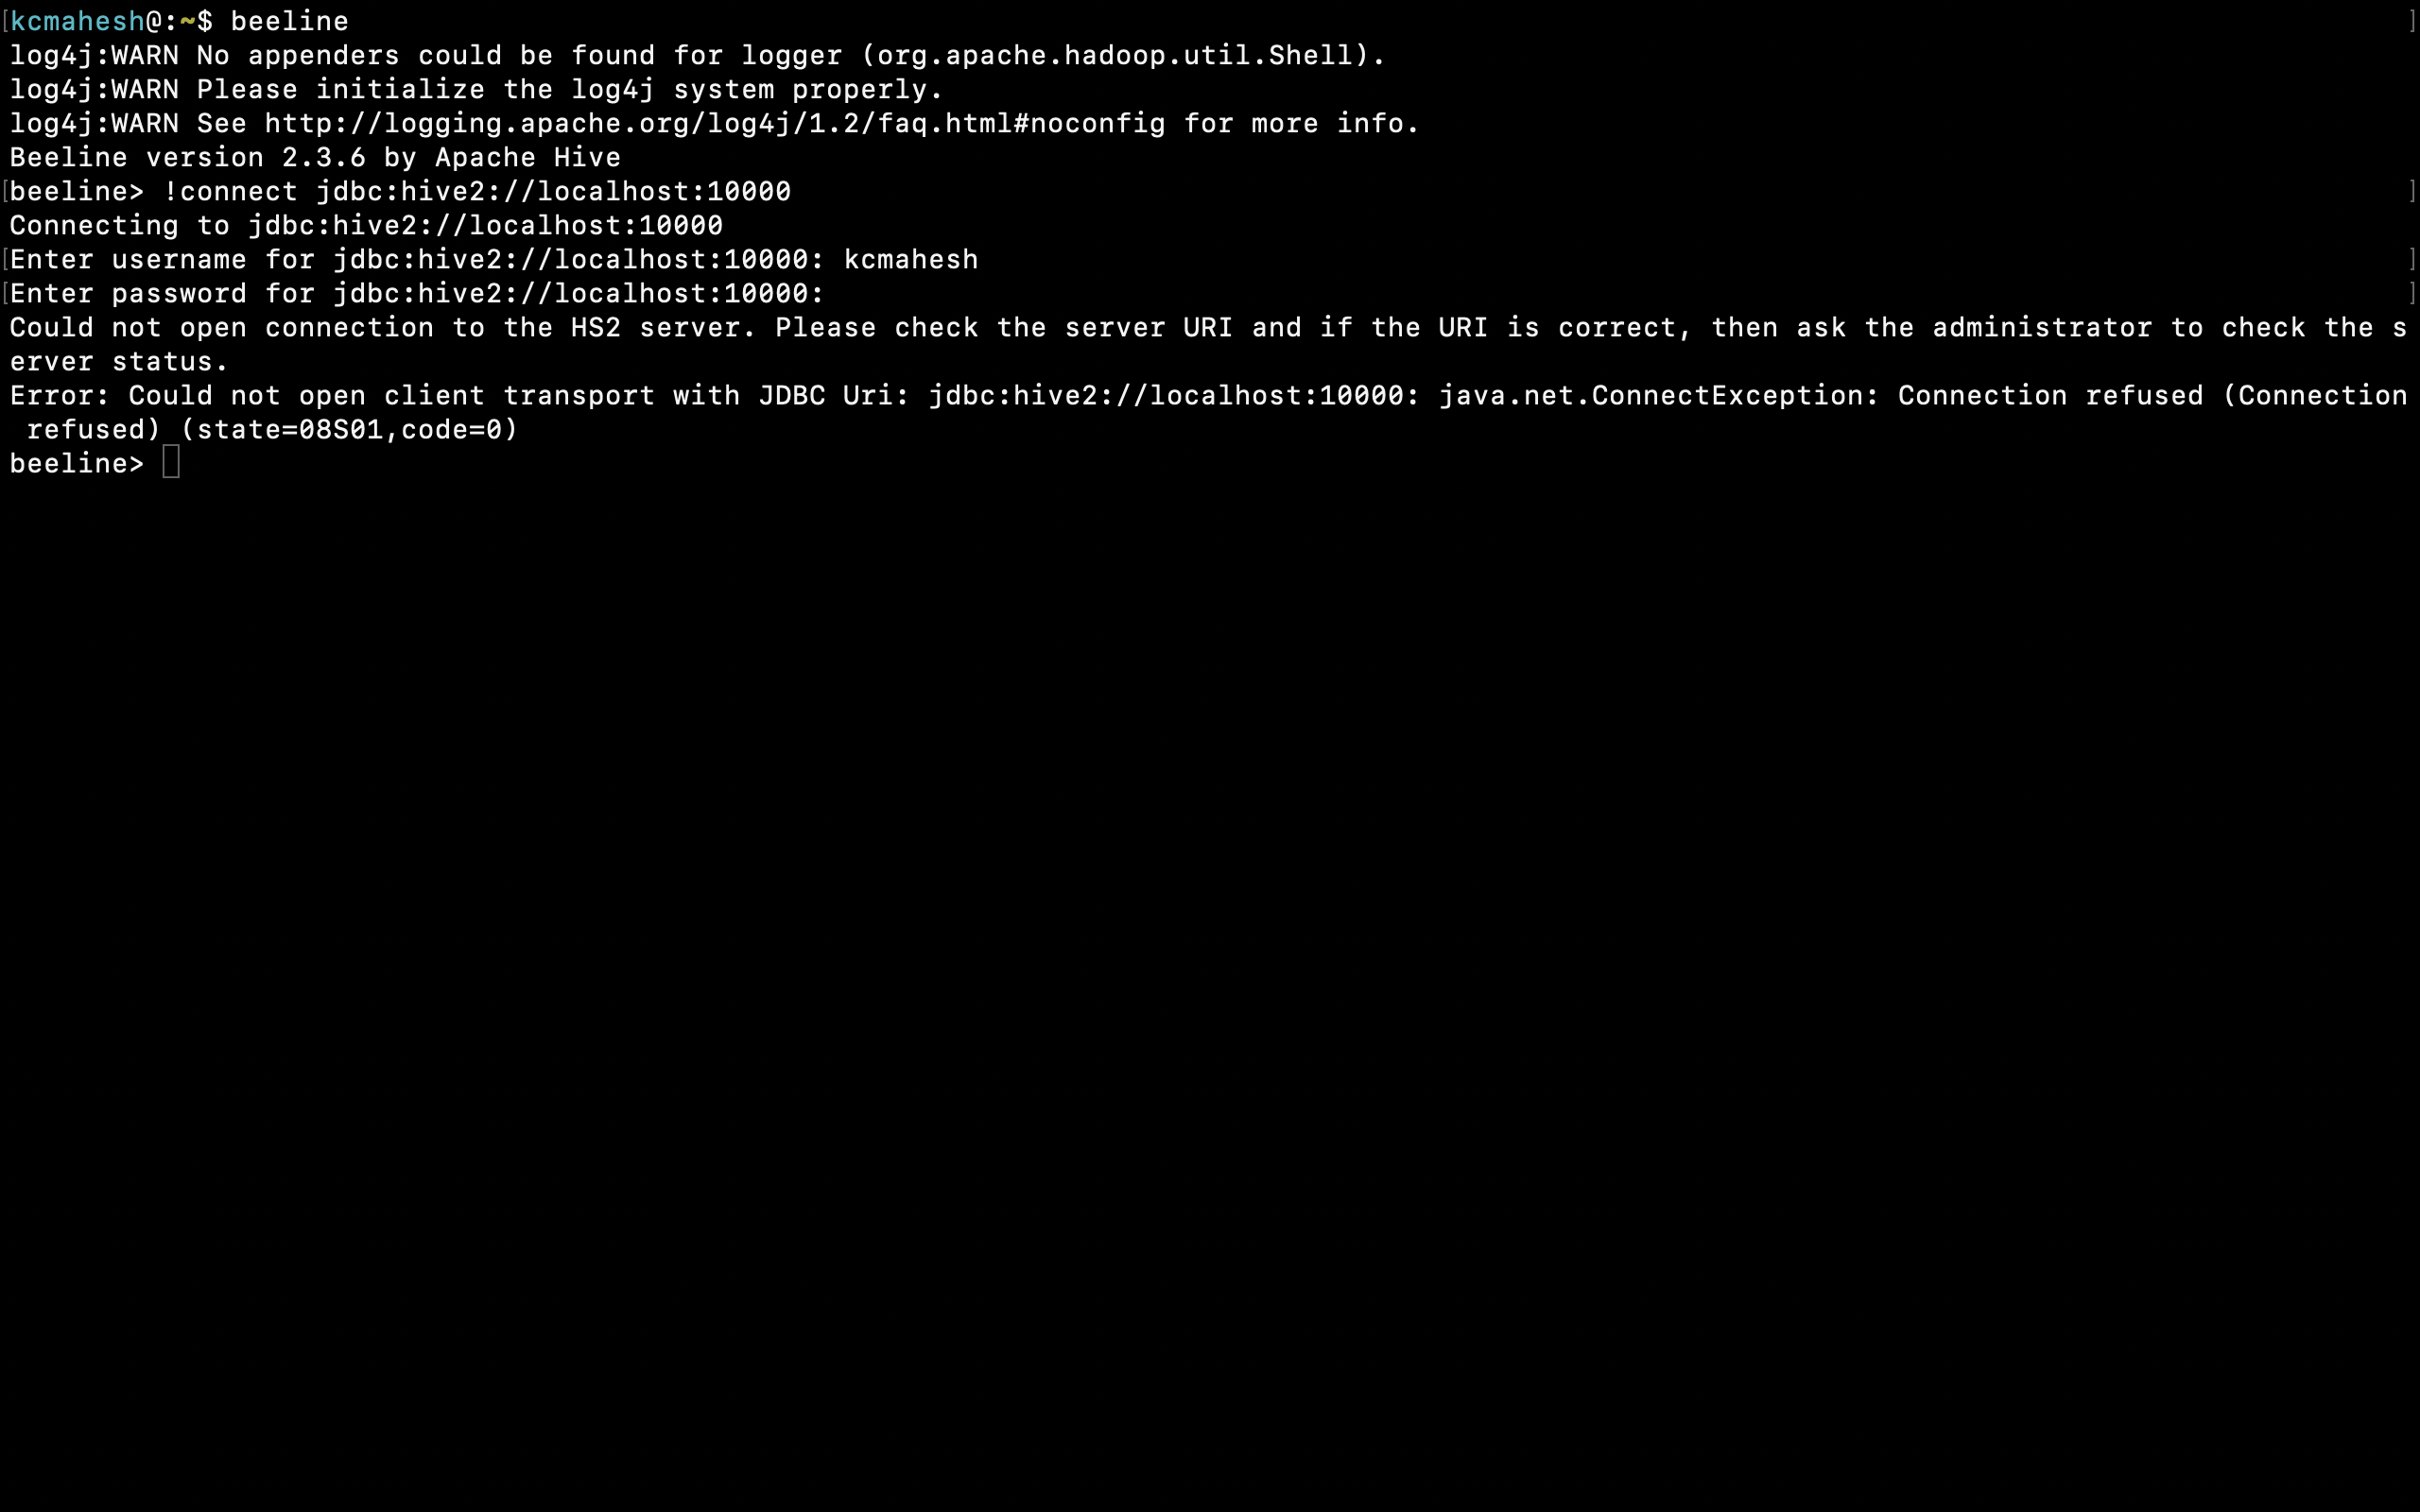 [kcmahesh@:~$ beeline ]
log4j:WARN No appenders could be found for logger (org.apache.hadoop.util.Shell).
log4j:WARN Please initialize the log4j system properly.
log4j:WARN See http://logging.apache.org/log4j/1.2/faq.html#noconfig for more info.
Beeline version 2.3.6 by Apache Hive
[beeline> !connect jdbc:hive2://localhost:10000 ]
Connecting to jdbc:hive2://localhost:10000
[Enter username for jdbc:hive2://localhost:10000: kcmahesh ]
[Enter password for jdbc:hive2://localhost:10000: ]
Could not open connection to the HS2 server. Please check the server URI and if the URI is correct, then ask the administrator to check the s
erver status.
Error: Could not open client transport with JDBC Uri: jdbc:hive2://localhost:10000: java.net.ConnectException: Connection refused (Connection
 refused) (state=08S01,code=0)
beeline>